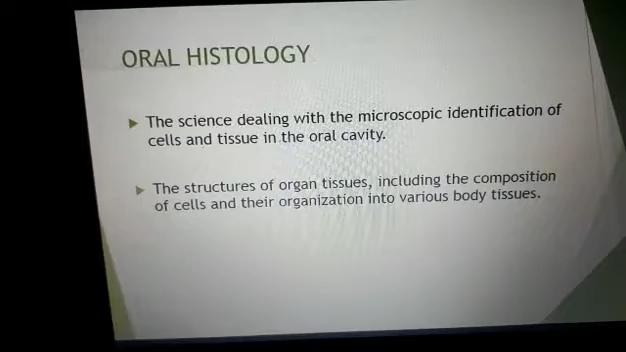 ORAL HISTOLOGY
The science dealing with the microscopic identification of
cells and tissue in the oral cavity.
The structures of organ tissues, including the composition
of cells and their organization into various body tissues.